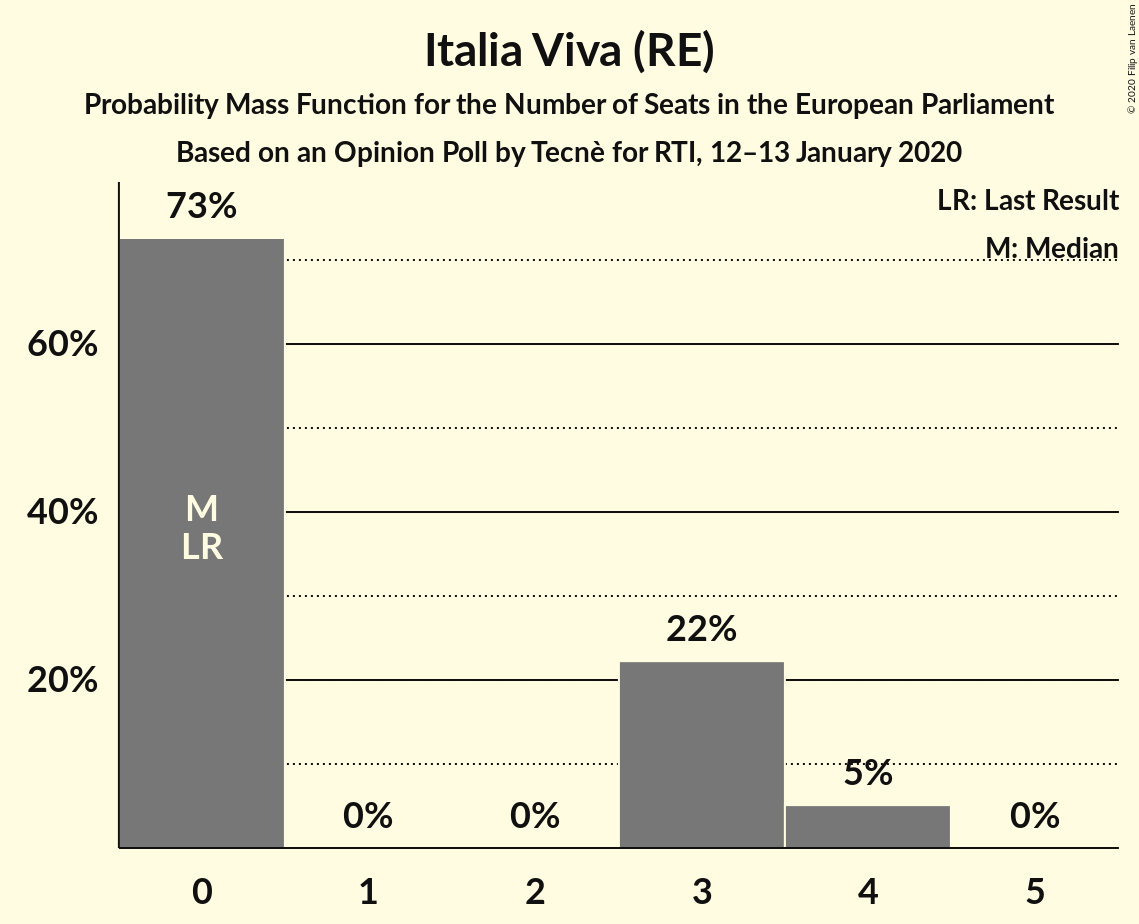 Italia Viva (RE)
Probability Mass Function for the Number of Seats in the European Parliament
Based on an Opinion Poll by Tecnè for RTI, 12–13 January 2020
© 2020 Filip van Laenen
LR: Last Result
M: Median
73%
60%
40%
20%
M
LR
0%
0%
22%
5%
0%
0
1
2
3
4
5